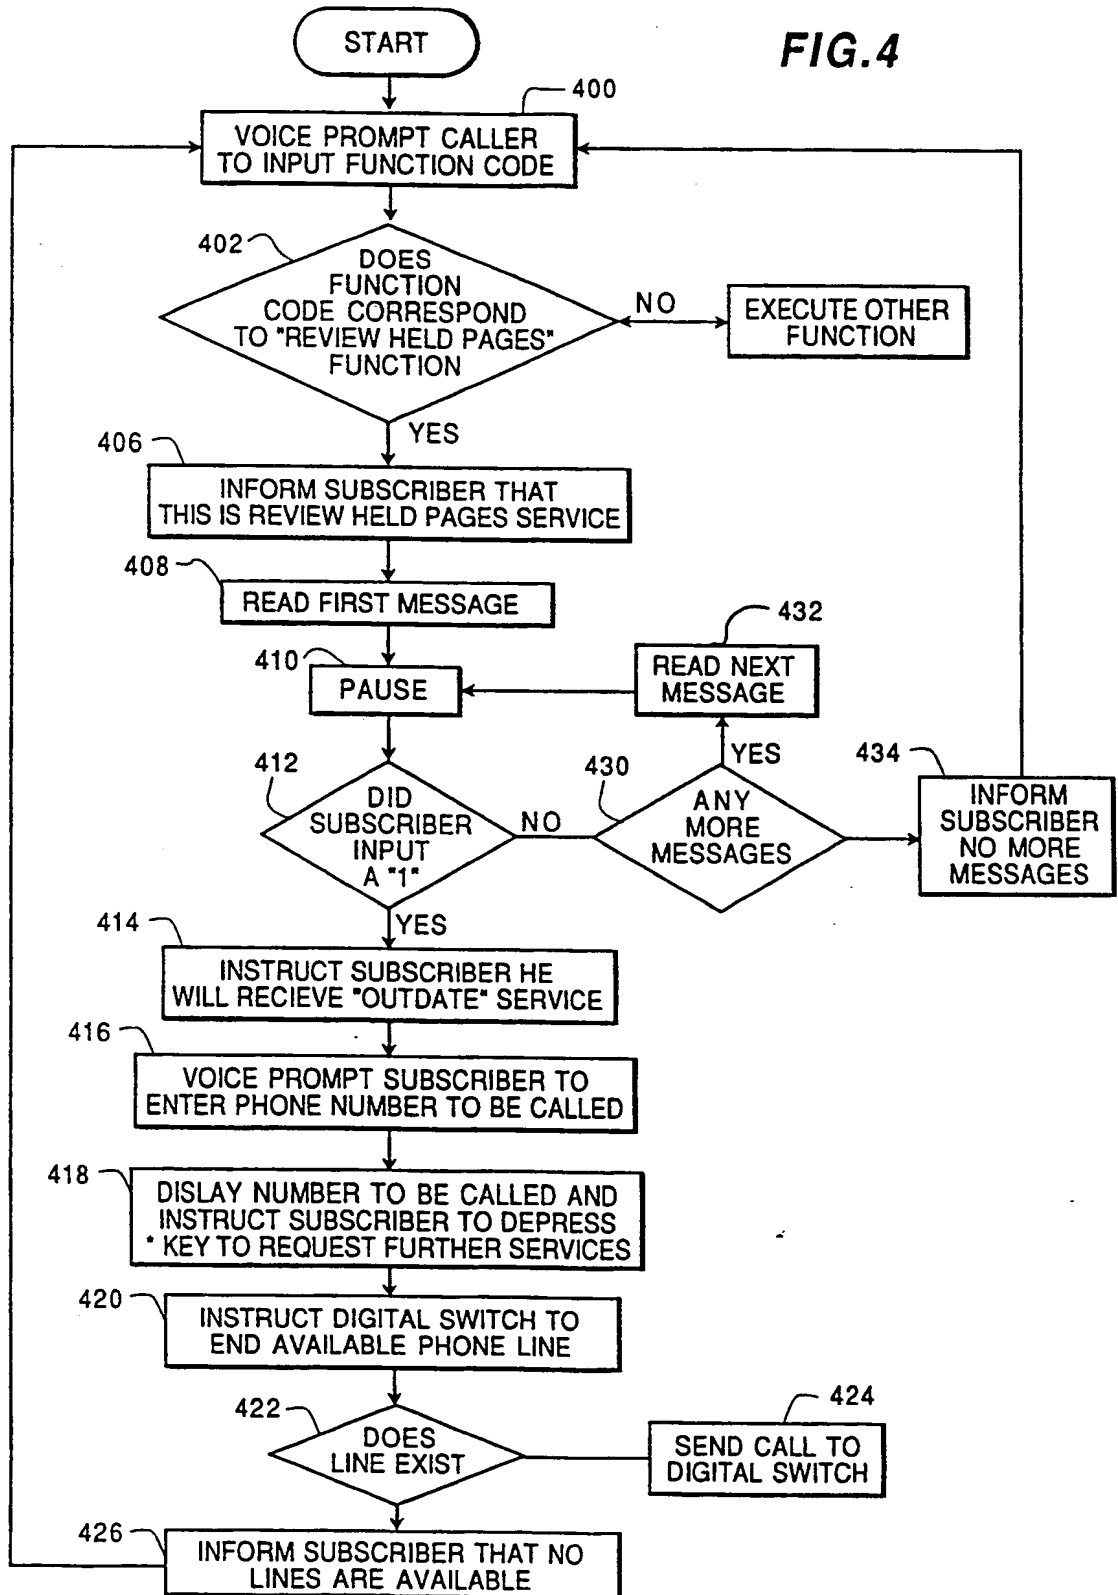 FIG.4
START
400
VOICE PROMPT CALLER
TO INPUT FUNCTION CODE
402
DOES
FUNCTION
CODE CORRESPOND
TO "REVIEW HELD PAGES"
FUNCTION
NO
EXECUTE OTHER
FUNCTION
YES
406
INFORM SUBSCRIBER THAT
THIS IS REVIEW HELD PAGES SERVICE
408
READ FIRST MESSAGE
432
READ NEXT
MESSAGE
410
PAUSE
YES
412
DID
SUBSCRIBER
INPUT
A "1"
NO
430
ANY
MORE
MESSAGES
434
INFORM
SUBSCRIBER
NO MORE
MESSAGES
YES
414
INSTRUCT SUBSCRIBER HE
WILL RECIEVE "OUTDATE" SERVICE
416
VOICE PROMPT SUBSCRIBER TO
ENTER PHONE NUMBER TO BE CALLED
418
DISLAY NUMBER TO BE CALLED AND
INSTRUCT SUBSCRIBER TO DEPRESS
* KEY TO REQUEST FURTHER SERVICES
420
INSTRUCT DIGITAL SWITCH TO
END AVAILABLE PHONE LINE
422
DOES
LINE EXIST
424
SEND CALL TO
DIGITAL SWITCH
426
INFORM SUBSCRIBER THAT NO
LINES ARE AVAILABLE